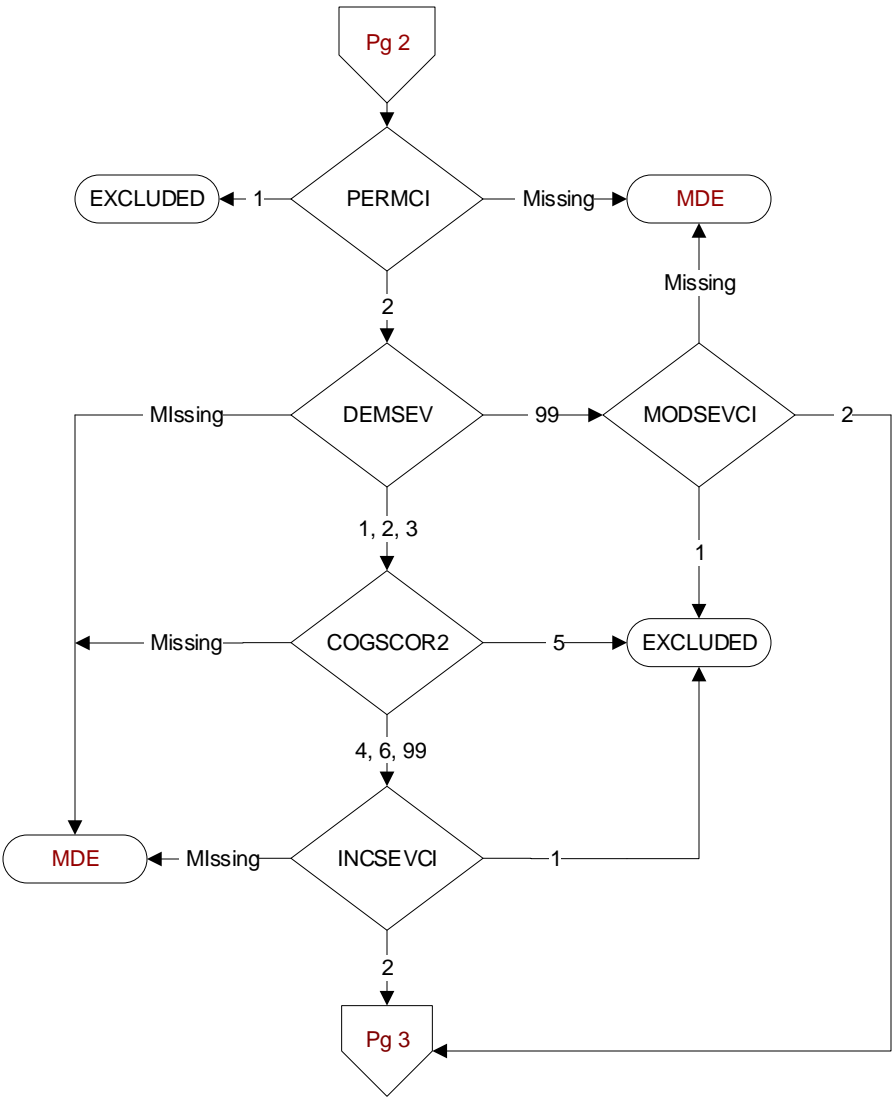 Pg 2
EXCLUDED
1
PERMCI
Missing
MDE
Missing
2
MIssing
DEMSEV
99
MODSEVCI
2
1, 2, 3
1
Missing
COGSCOR2
5
EXCLUDED
4, 6, 99
MDE
MIssing
INCSEVCI
1
2
Pg 3